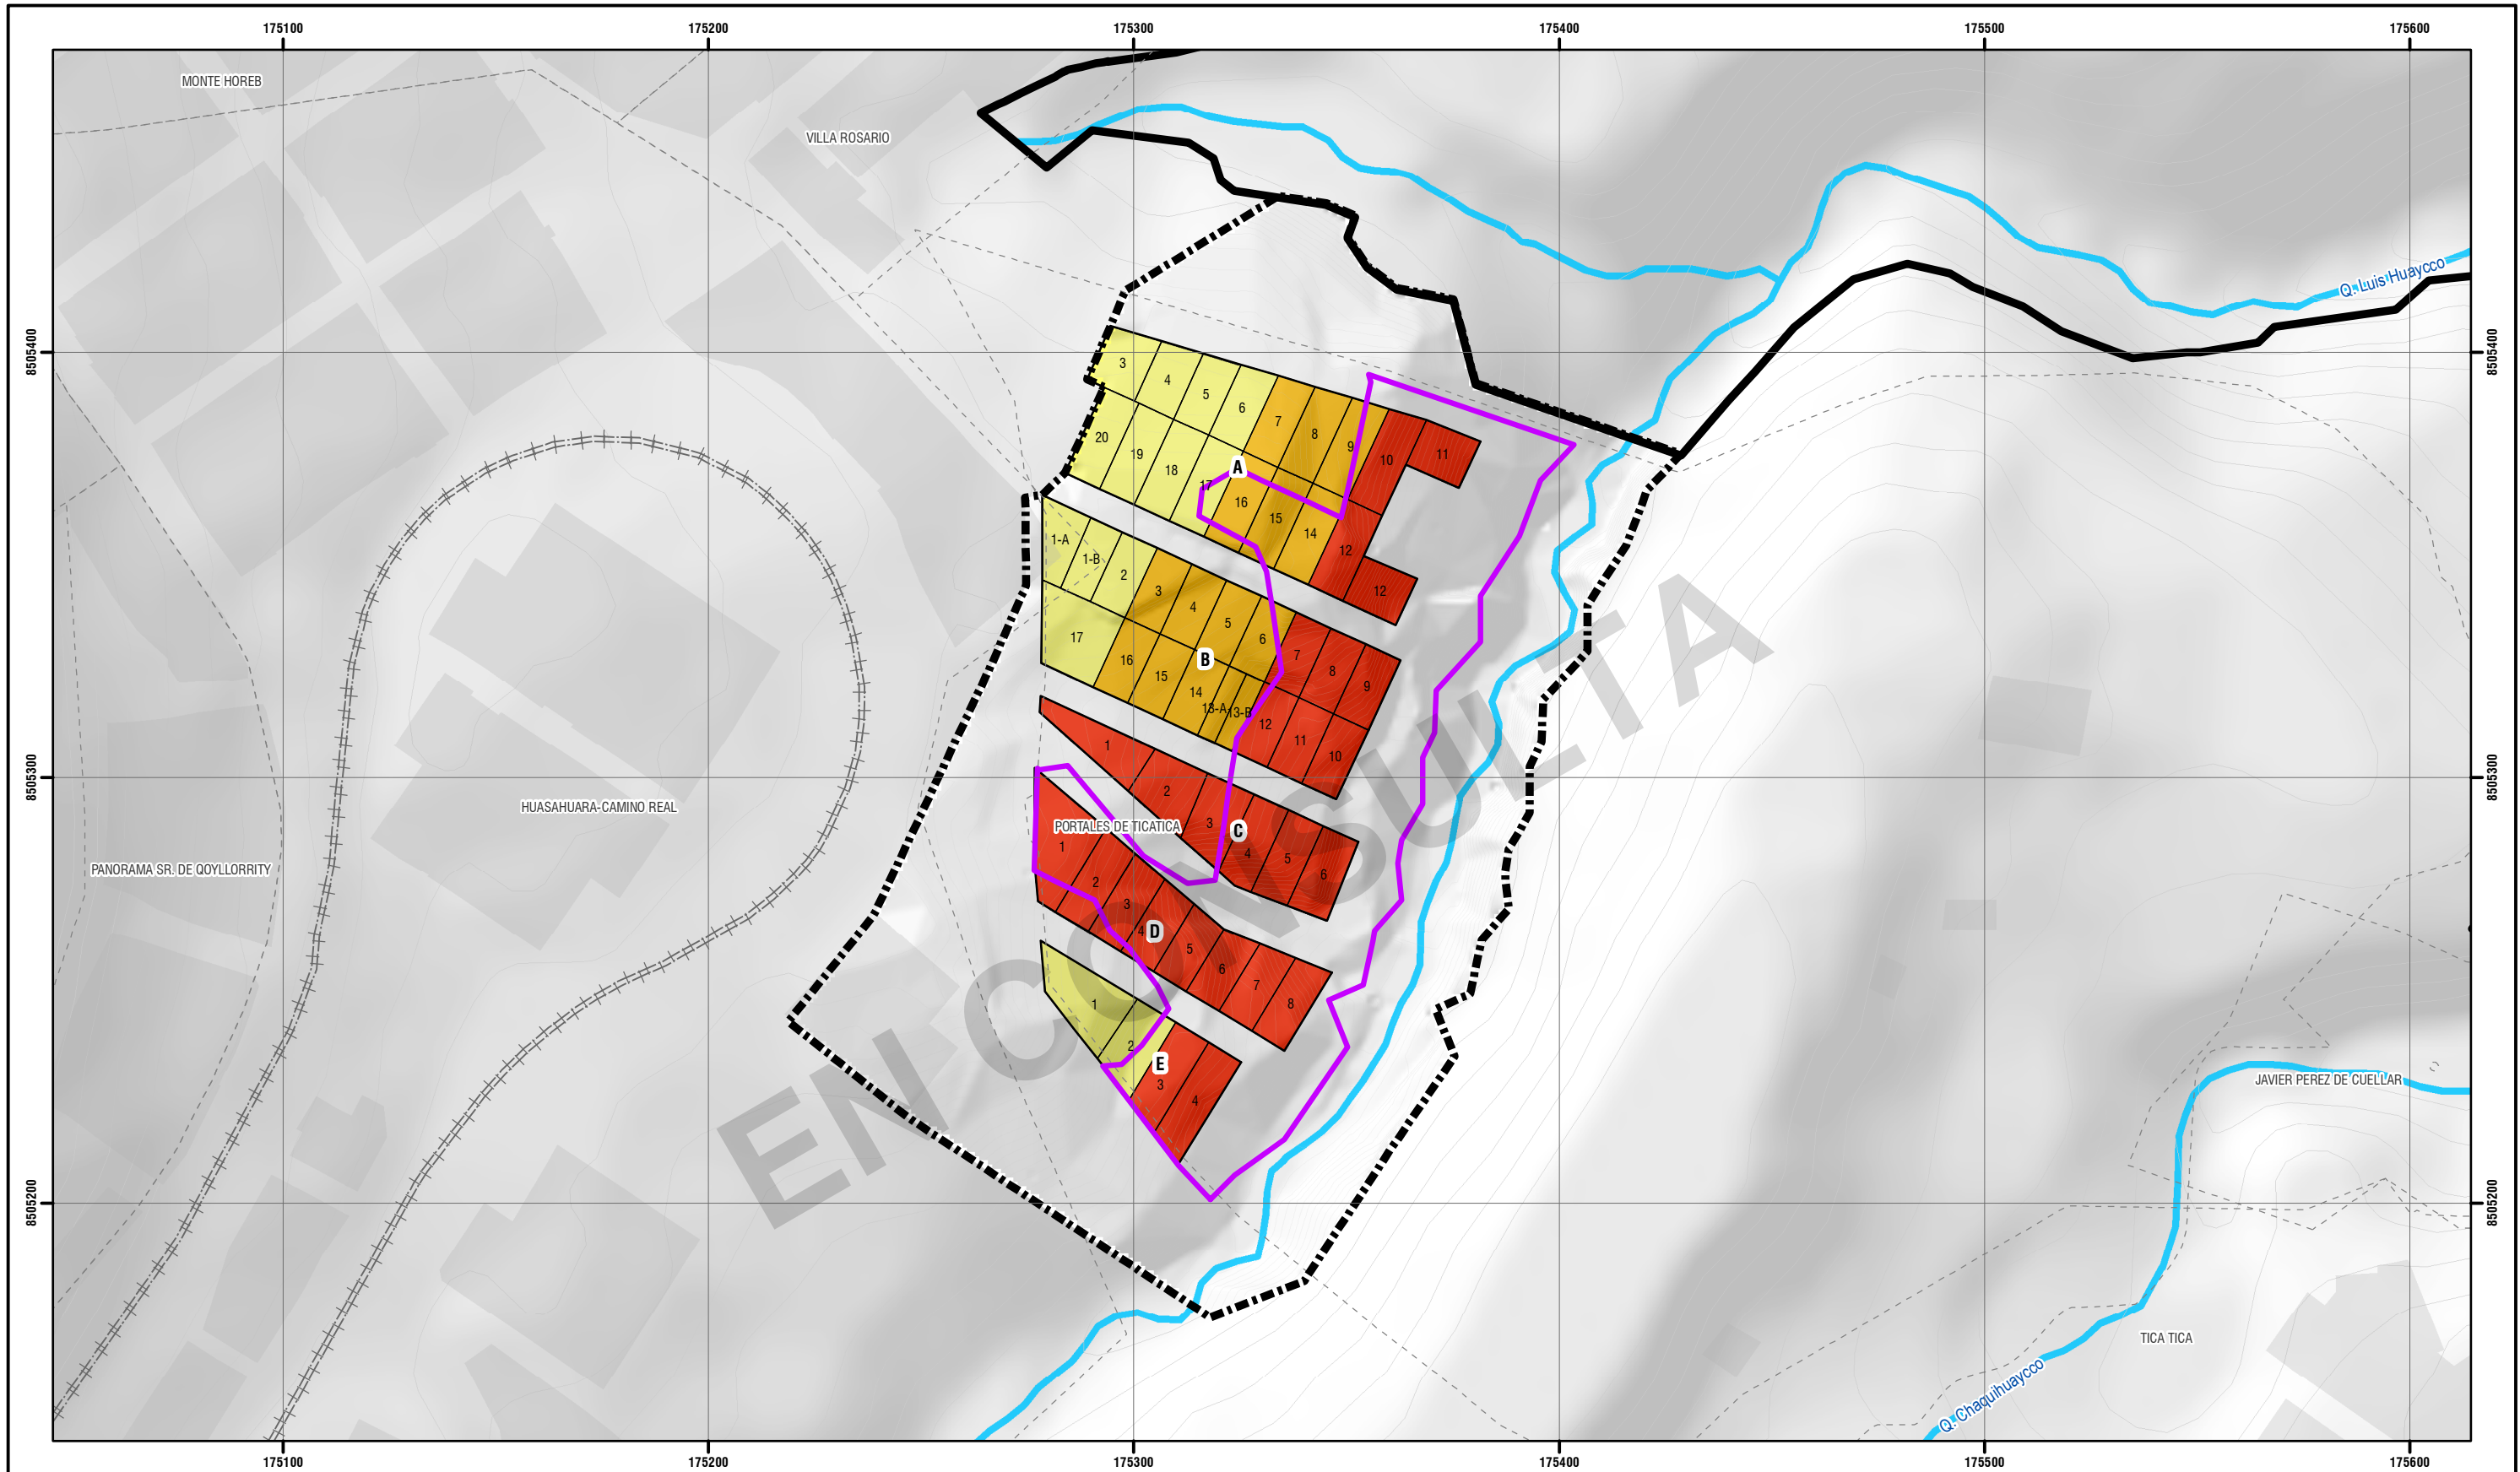 175100 175200 175300 175400 175500 175600
MONTE HOREB
VILLA ROSARIO
Q. Luis Huaycco
8505400 8505400
3 4 5 6 7 8 9 10 11
20 19 18 17 16 15 14 12
12
A
1-A 1-B 2 3 4 5 6 7 8 9
17 16 15 14 13-A 13-B 12 11 10
B
8505300 8505300
HUASAHUARA-CAMINO REAL
PORTALES DE TICATICA
PANORAMA SR. DE QOYLLORRITY
1 2 3 4 5 6
C
1 2 3 4 5 6 7 8
D
1 2 3 4
E
EN CONSULTA
JAVIER PEREZ DE CUELLAR
8505200 8505200
TICA TICA
Q. Chaquihuaycco
175100 175200 175300 175400 175500 175600